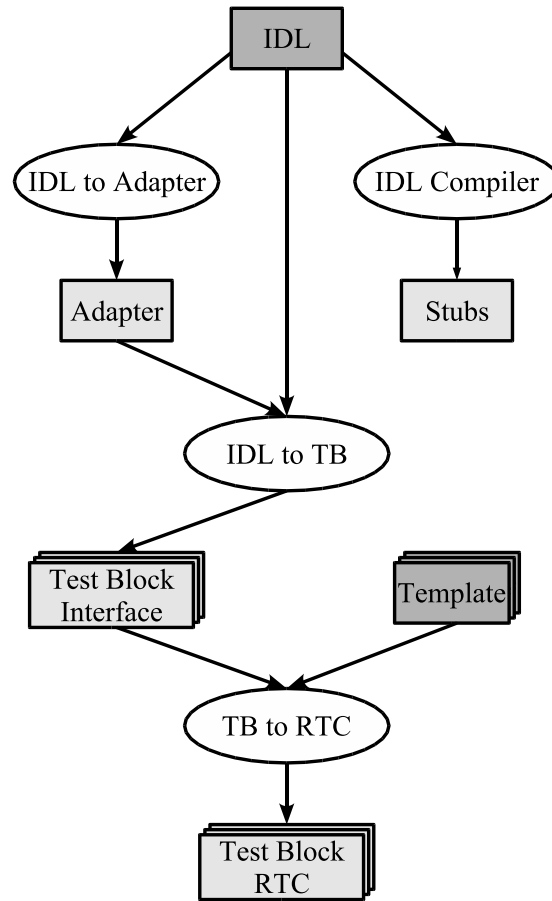 IDL
IDL to Adapter
IDL Compiler
Adapter
Stubs
IDL to TB
Test Block
Interface
Template
TB to RTC
Test Block
RTC